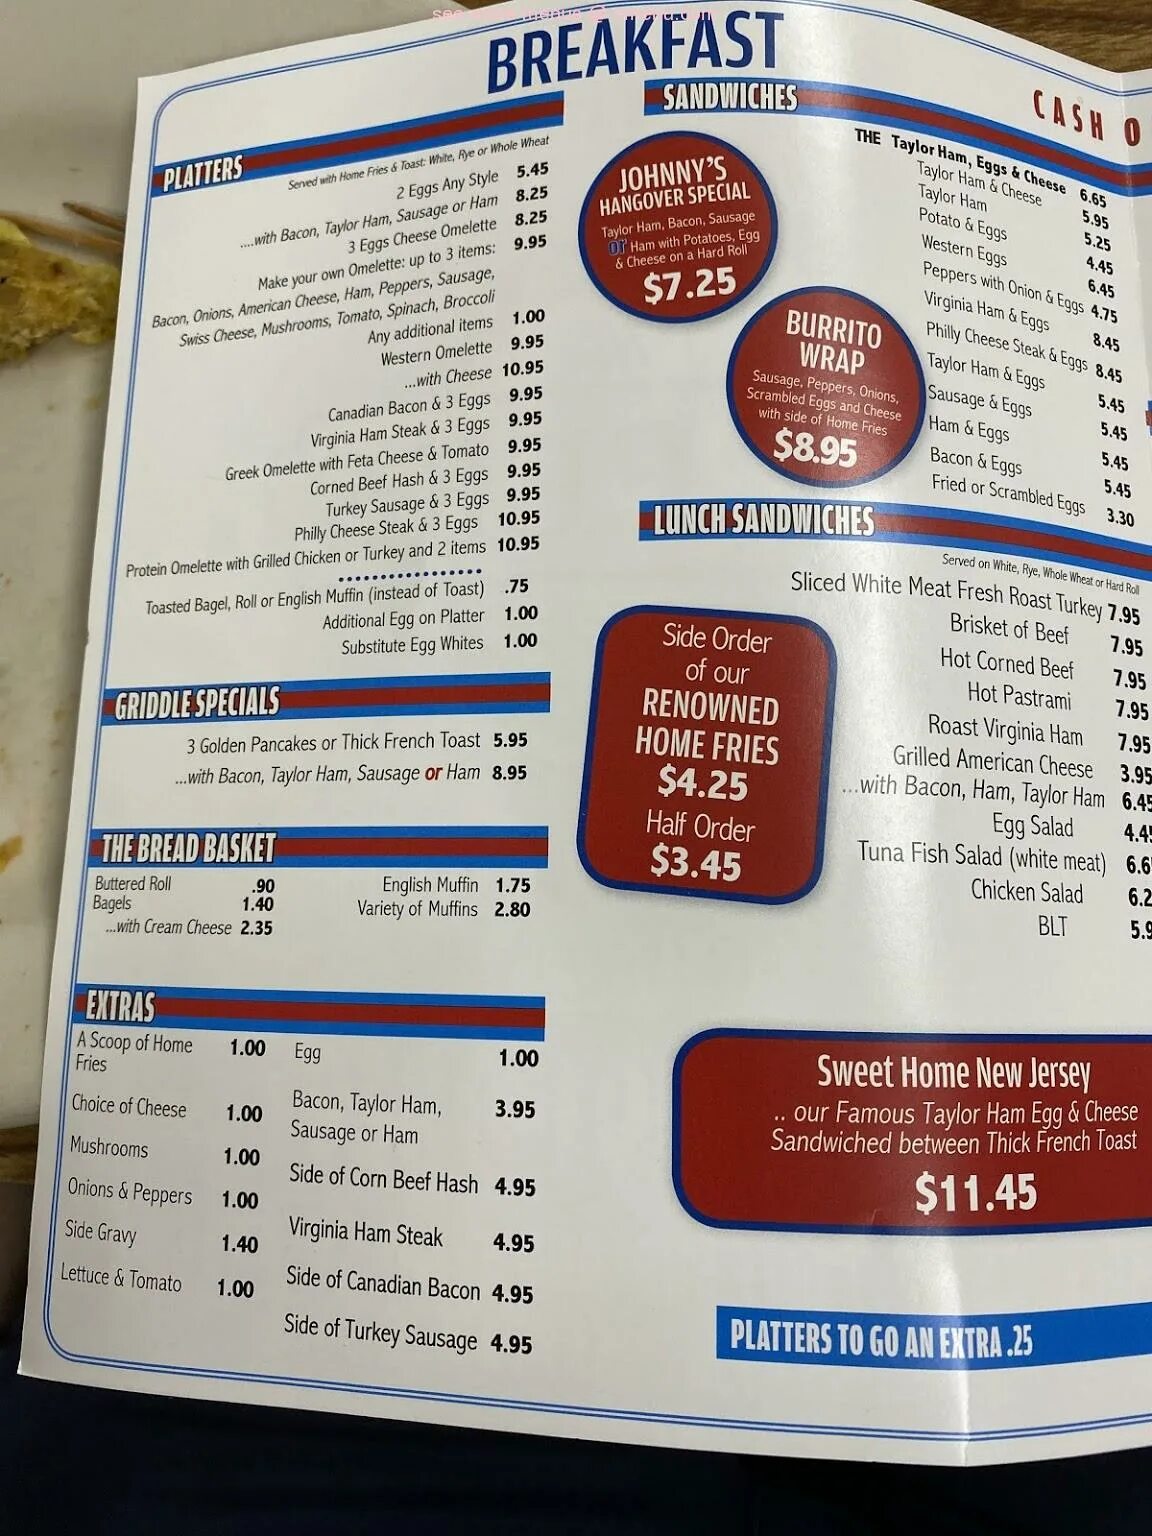 BREAKFAST
PLATTERS
Served with Home Fries & Toast: White, Rye or Whole Wheat
2 Eggs Any Style 5.45
....with Bacon, Taylor Ham, Sausage or Ham 8.25
3 Eggs Cheese Omelette 8.25
Make your own Omelette: up to 3 items: 9.95
Bacon, Onions, American Cheese, Ham, Peppers, Sausage,
Swiss Cheese, Mushrooms, Tomato, Spinach, Broccoli
Any additional items 1.00
Western Omelette 9.95
...with Cheese 10.95
Canadian Bacon & 3 Eggs 9.95
Virginia Ham Steak & 3 Eggs 9.95
Greek Omelette with Feta Cheese & Tomato 9.95
Corned Beef Hash & 3 Eggs 9.95
Turkey Sausage & 3 Eggs 9.95
Philly Cheese Steak & 3 Eggs 10.95
Protein Omelette with Grilled Chicken or Turkey and 2 items 10.95
Toasted Bagel, Roll or English Muffin (instead of Toast) .75
Additional Egg on Platter 1.00
Substitute Egg Whites 1.00
GRIDDLE SPECIALS
3 Golden Pancakes or Thick French Toast 5.95
...with Bacon, Taylor Ham, Sausage or Ham 8.95
THE BREAD BASKET
Buttered Roll .90
Bagels 1.40
...with Cream Cheese 2.35
English Muffin 1.75
Variety of Muffins 2.80
EXTRAS
A Scoop of Home 1.00
Fries
Choice of Cheese 1.00
Mushrooms 1.00
Onions & Peppers 1.00
Side Gravy 1.40
Lettuce & Tomato 1.00
Egg 1.00
Bacon, Taylor Ham, 3.95
Sausage or Ham
Side of Corn Beef Hash 4.95
Virginia Ham Steak 4.95
Side of Canadian Bacon 4.95
Side of Turkey Sausage 4.95
SANDWICHES
CASH O
JOHNNY'S
HANGOVER SPECIAL
Taylor Ham, Bacon, Sausage
or Ham with Potatoes, Egg
& Cheese on a Hard Roll
$7.25
BURRITO
WRAP
Sausage, Peppers, Onions,
Scrambled Eggs and Cheese
with side of Home Fries
$8.95
THE Taylor Ham, Eggs & Cheese 6.65
Taylor Ham & Cheese 5.95
Taylor Ham 5.25
Potato & Eggs 4.45
Western Eggs 6.45
Peppers with Onion & Eggs 4.75
Virginia Ham & Eggs 8.45
Philly Cheese Steak & Eggs 8.45
Taylor Ham & Eggs 5.45
Sausage & Eggs 5.45
Ham & Eggs 5.45
Bacon & Eggs 5.45
Fried or Scrambled Eggs 3.30
LUNCH SANDWICHES
Served on White, Rye, Whole Wheat or Hard Roll
Sliced White Meat Fresh Roast Turkey 7.95
Brisket of Beef 7.95
Hot Corned Beef 7.95
Hot Pastrami 7.95
Roast Virginia Ham 7.95
Grilled American Cheese 3.95
...with Bacon, Ham, Taylor Ham 6.45
Egg Salad 4.4
Tuna Fish Salad (white meat) 6.6
Chicken Salad 6.2
BLT 5.9
Side Order
of our
RENOWNED
HOME FRIES
$4.25
Half Order
$3.45
Sweet Home New Jersey
.. our Famous Taylor Ham Egg & Cheese
Sandwiched between Thick French Toast
$11.45
PLATTERS TO GO AN EXTRA .25